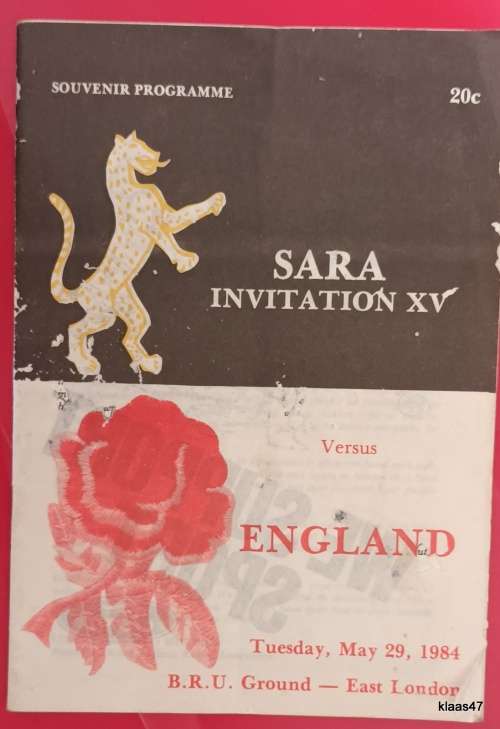 SOUVENIR PROGRAMME
20c
SARA
INVITATION XV
Versus
ENGLAND
Tuesday, May 29, 1984
B.R.U. Ground — East London
klaas47